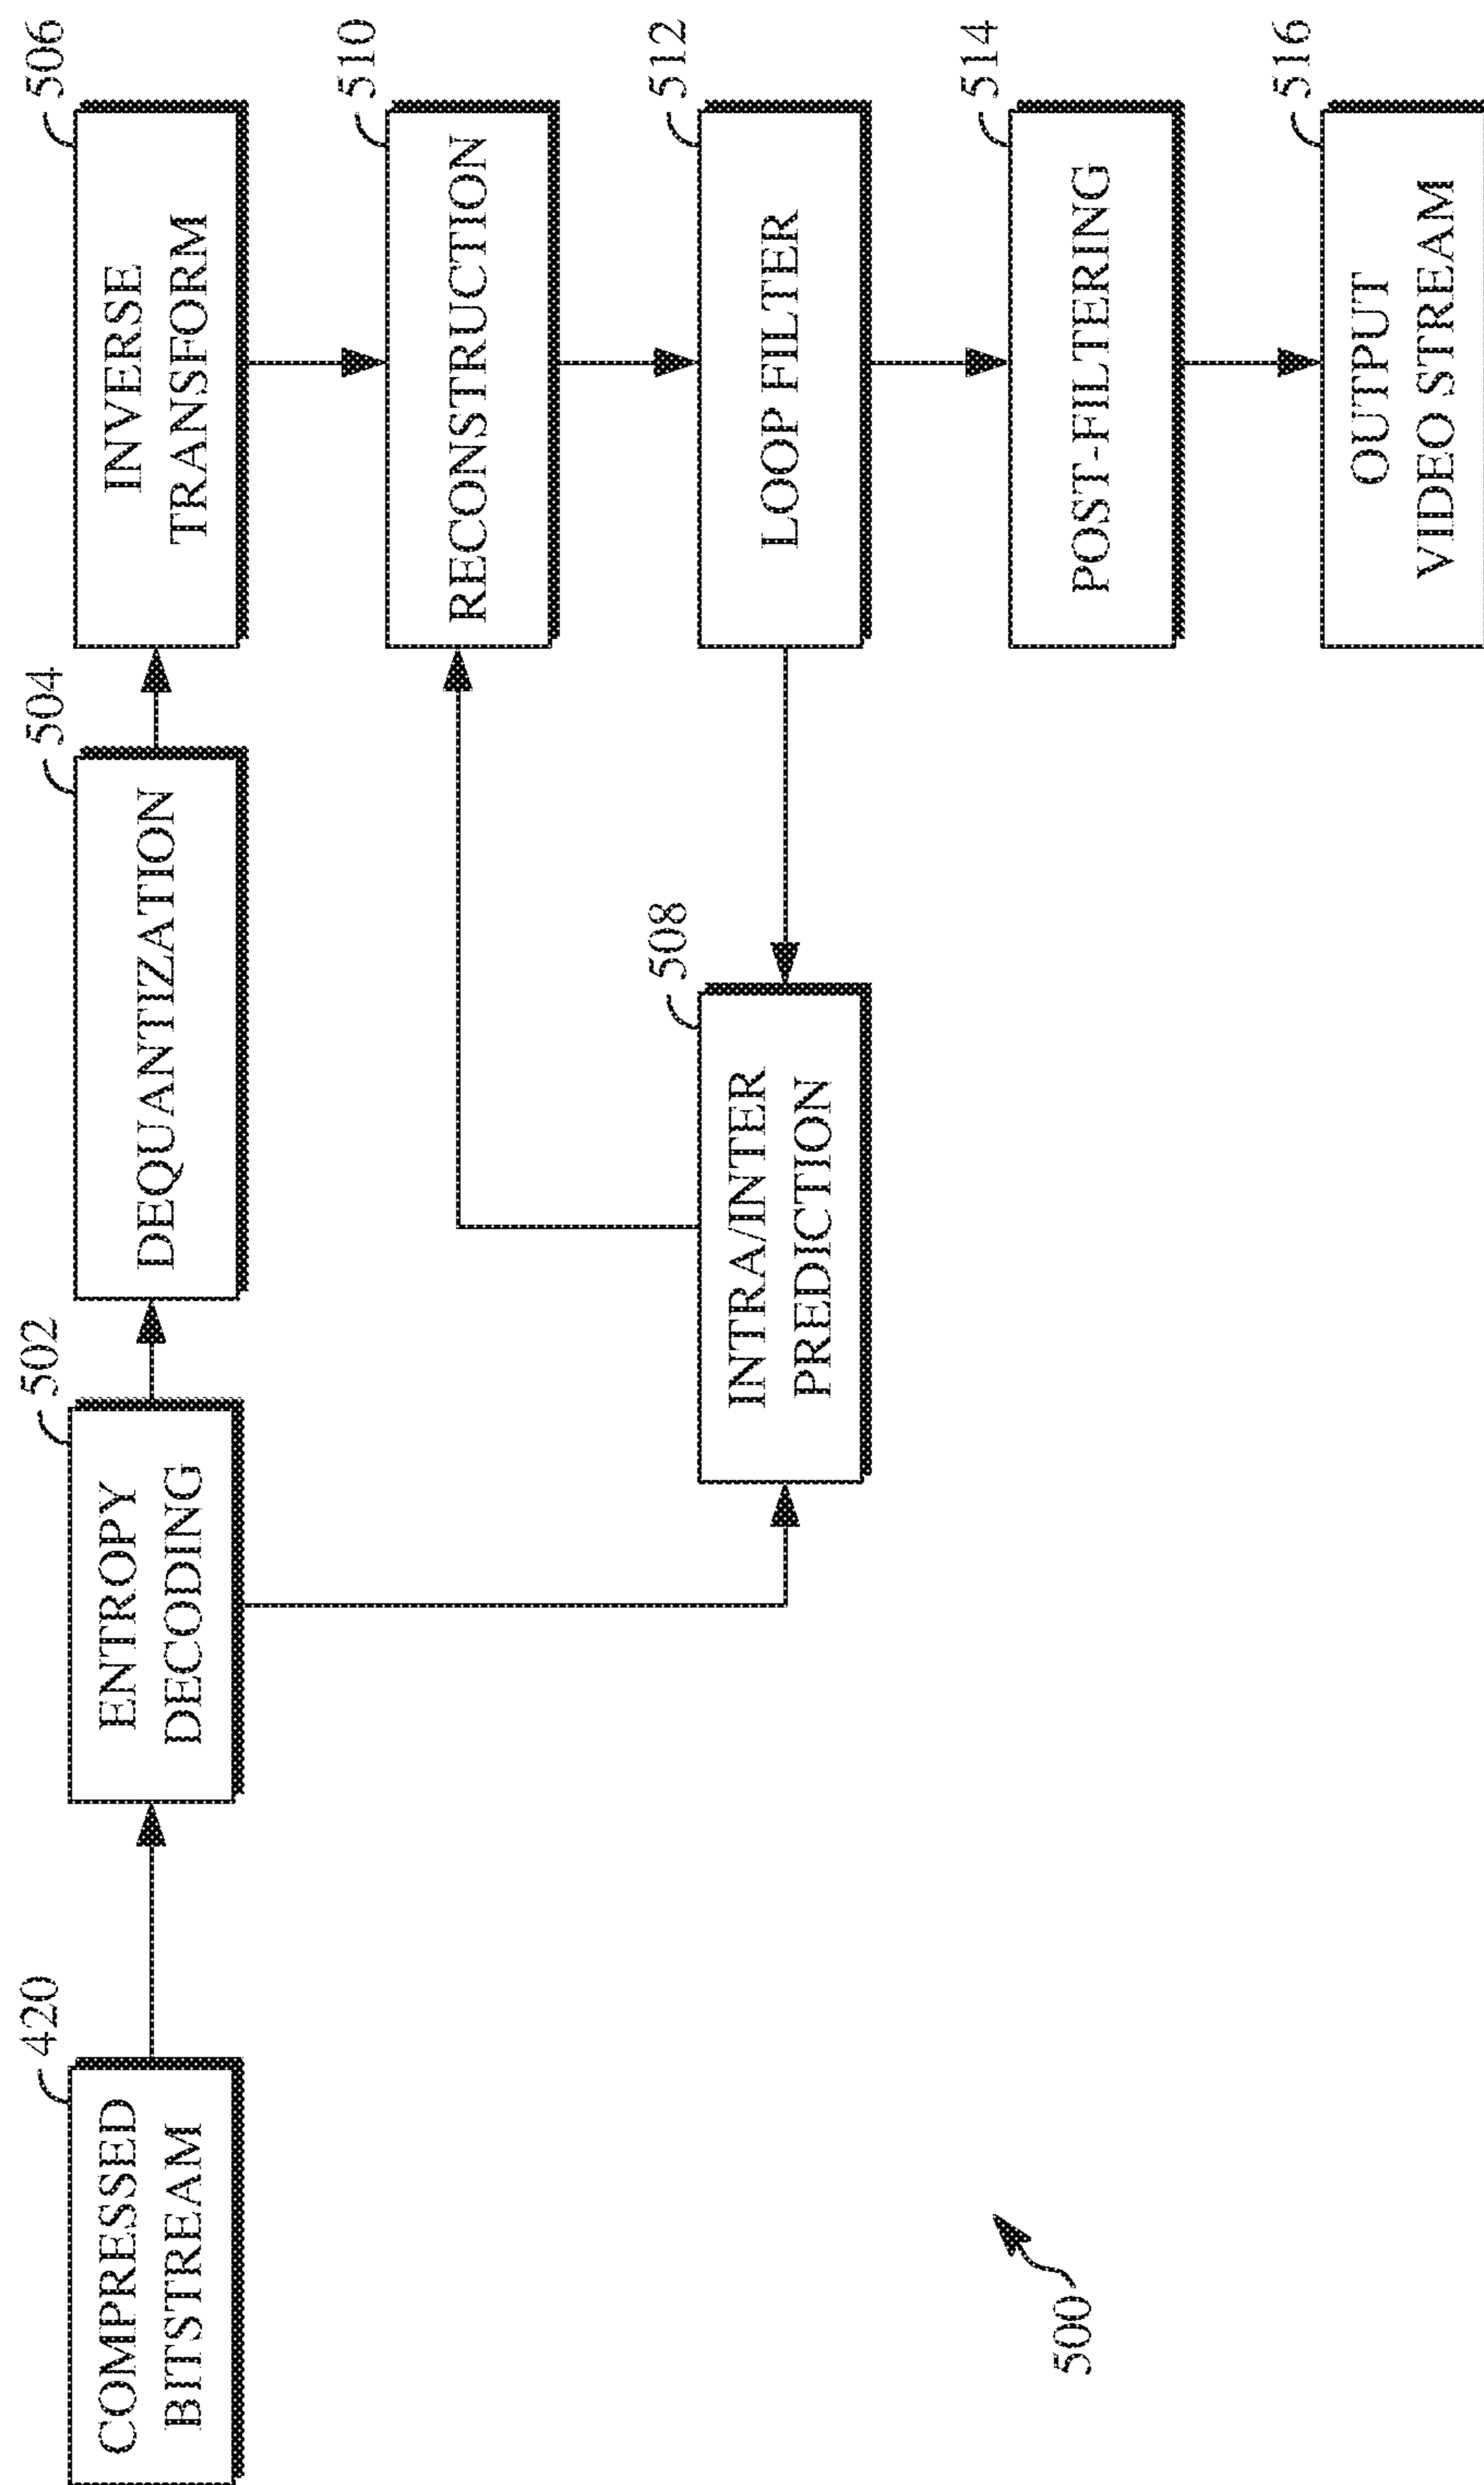 420
COMPRESSED
BITSTREAM
502
ENTROPY
DECODING
504
DEQUANTIZATION
506
INVERSE
TRANSFORM
508
INTRA/INTER
PREDICTION
510
RECONSTRUCTION
512
LOOP FILTER
514
POST-FILTERING
516
OUTPUT
VIDEO STREAM
500